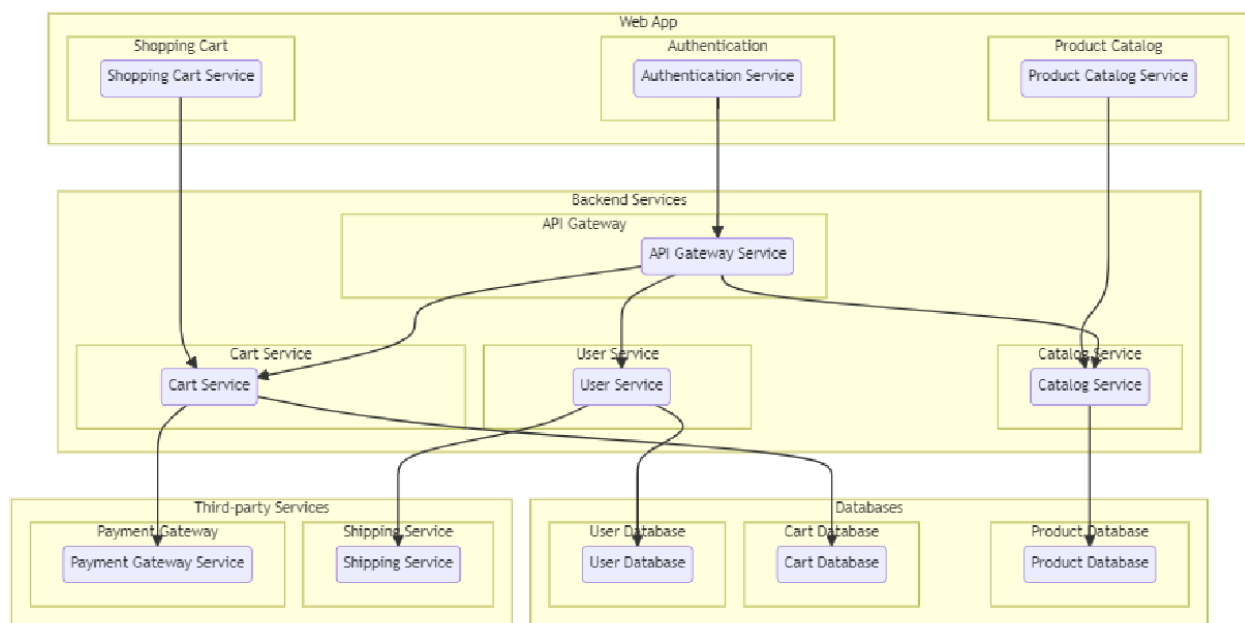 Web App
Shopping Cart
Authentication
Product Catalog
Shopping Cart Service
Authentication Service
Product Catalog Service
Backend Services
API Gateway
API Gateway Service
Cart Service
User Service
Catalog Service
Cart Service
User Service
Catalog Service
Third-party Services
Databases
Payment Gateway
Shipping Service
User Database
Cart Database
Product Database
Payment Gateway Service
Shipping Service
User Database
Cart Database
Product Database